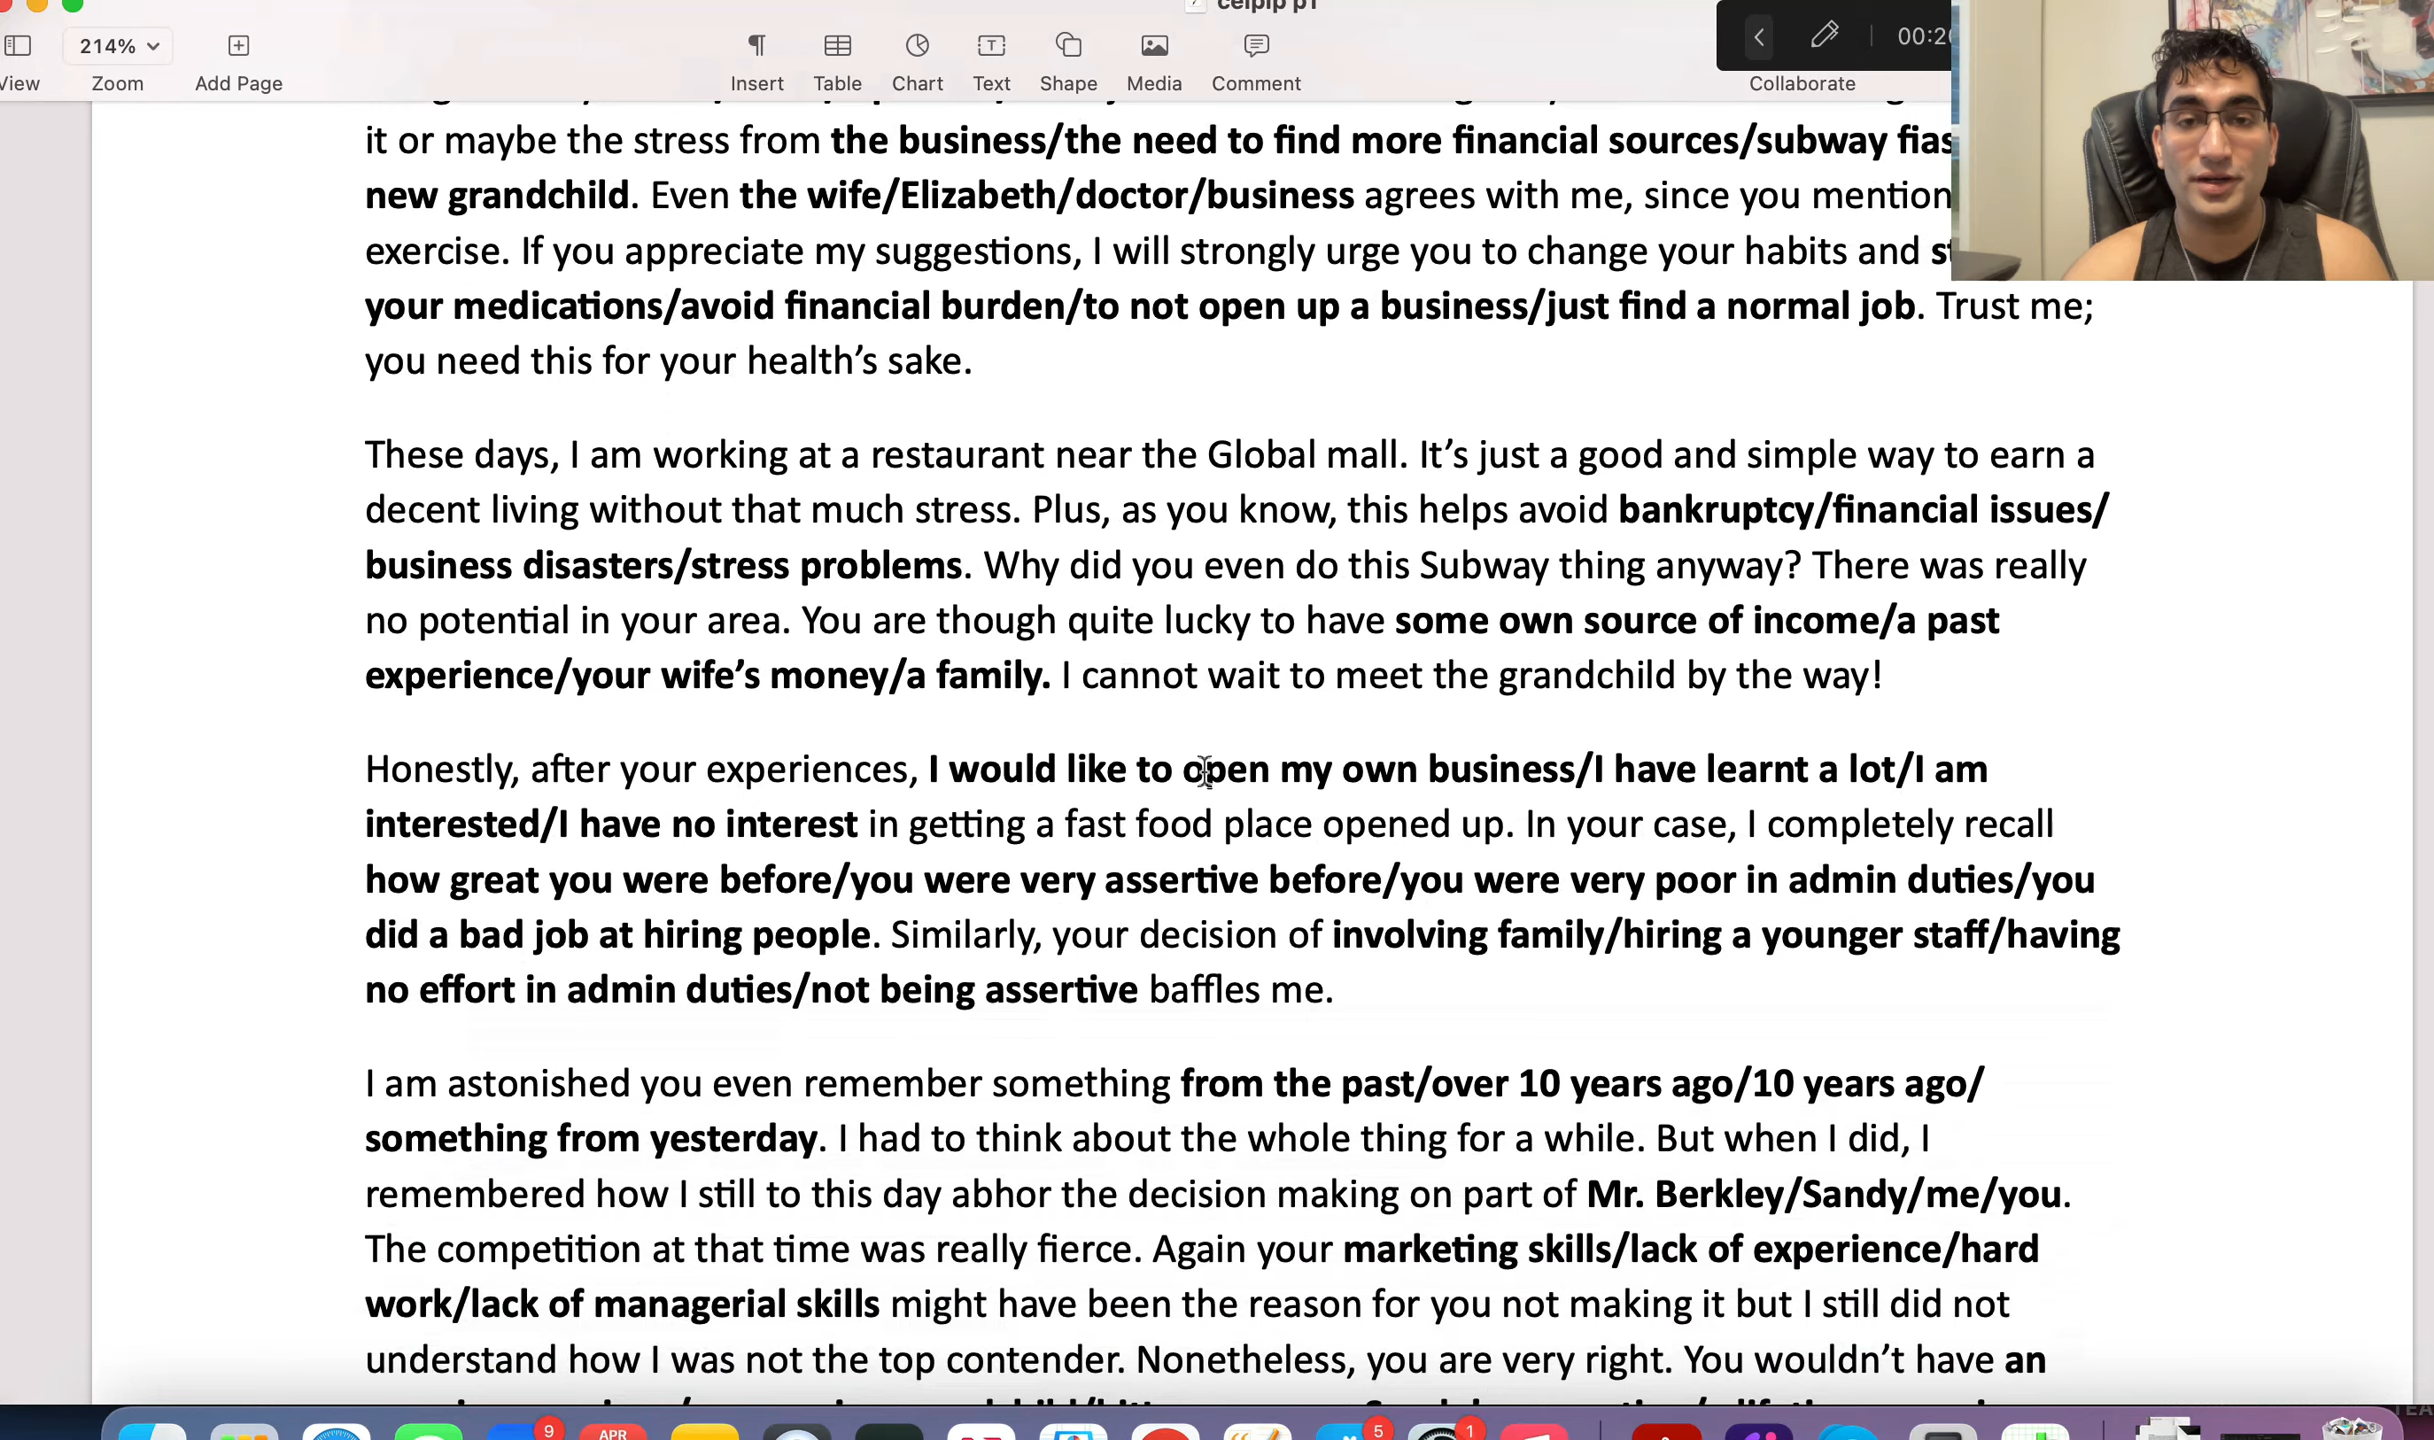 celpip p1
214%
View
Zoom
Add Page
Insert
Table
Chart
Text
Shape
Media
Comment
00:20
Collaborate
it or maybe the stress from the business/the need to find more financial sources/subway fias
new grandchild. Even the wife/Elizabeth/doctor/business agrees with me, since you mention
exercise. If you appreciate my suggestions, I will strongly urge you to change your habits and
your medications/avoid financial burden/to not open up a business/just find a normal job. Trust me;
you need this for your health's sake.
These days, I am working at a restaurant near the Global mall. It's just a good and simple way to earn a
decent living without that much stress. Plus, as you know, this helps avoid bankruptcy/financial issues/
business disasters/stress problems. Why did you even do this Subway thing anyway? There was really
no potential in your area. You are though quite lucky to have some own source of income/a past
experience/your wife's money/a family. I cannot wait to meet the grandchild by the way!
Honestly, after your experiences, I would like to open my own business/I have learnt a lot/I am
interested/I have no interest in getting a fast food place opened up. In your case, I completely recall
how great you were before/you were very assertive before/you were very poor in admin duties/you
did a bad job at hiring people. Similarly, your decision of involving family/hiring a younger staff/having
no effort in admin duties/not being assertive baffles me.
I am astonished you even remember something from the past/over 10 years ago/10 years ago/
something from yesterday. I had to think about the whole thing for a while. But when I did, I
remembered how I still to this day abhor the decision making on part of Mr. Berkley/Sandy/me/you.
The competition at that time was really fierce. Again your marketing skills/lack of experience/hard
work/lack of managerial skills might have been the reason for you not making it but I still did not
understand how I was not the top contender. Nonetheless, you are very right. You wouldn't have an
9
APR
5
1